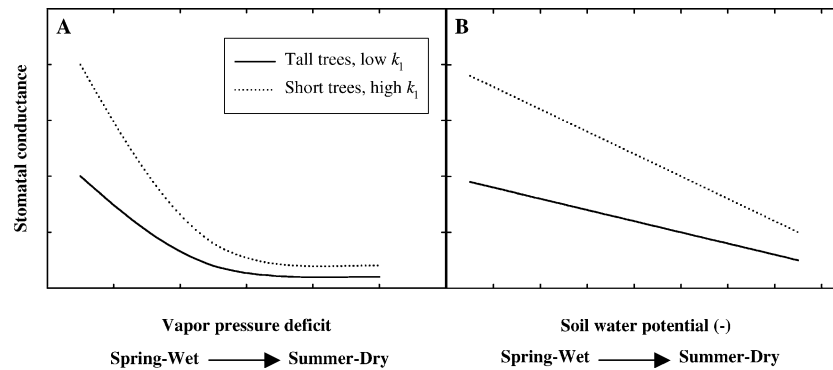 A
B
Tall trees, low k₁
Short trees, high k₁
Stomatal conductance
Vapor pressure deficit
Soil water potential (-)
Spring-Wet Summer-Dry
Spring-Wet Summer-Dry